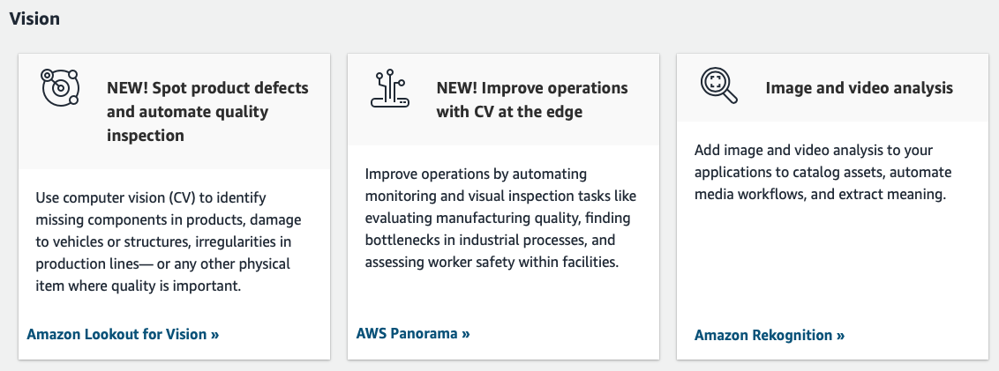 Vision
NEW! Spot product defects
and automate quality
inspection
Use computer vision (CV) to identify
missing components in products, damage
to vehicles or structures, irregularities in
production lines— or any other physical
item where quality is important.
Amazon Lookout for Vision »
NEW! Improve operations
with CV at the edge
Improve operations by automating
monitoring and visual inspection tasks like
evaluating manufacturing quality, finding
bottlenecks in industrial processes, and
assessing worker safety within facilities.
AWS Panorama »
Image and video analysis
Add image and video analysis to your
applications to catalog assets, automate
media workflows, and extract meaning.
Amazon Rekognition »